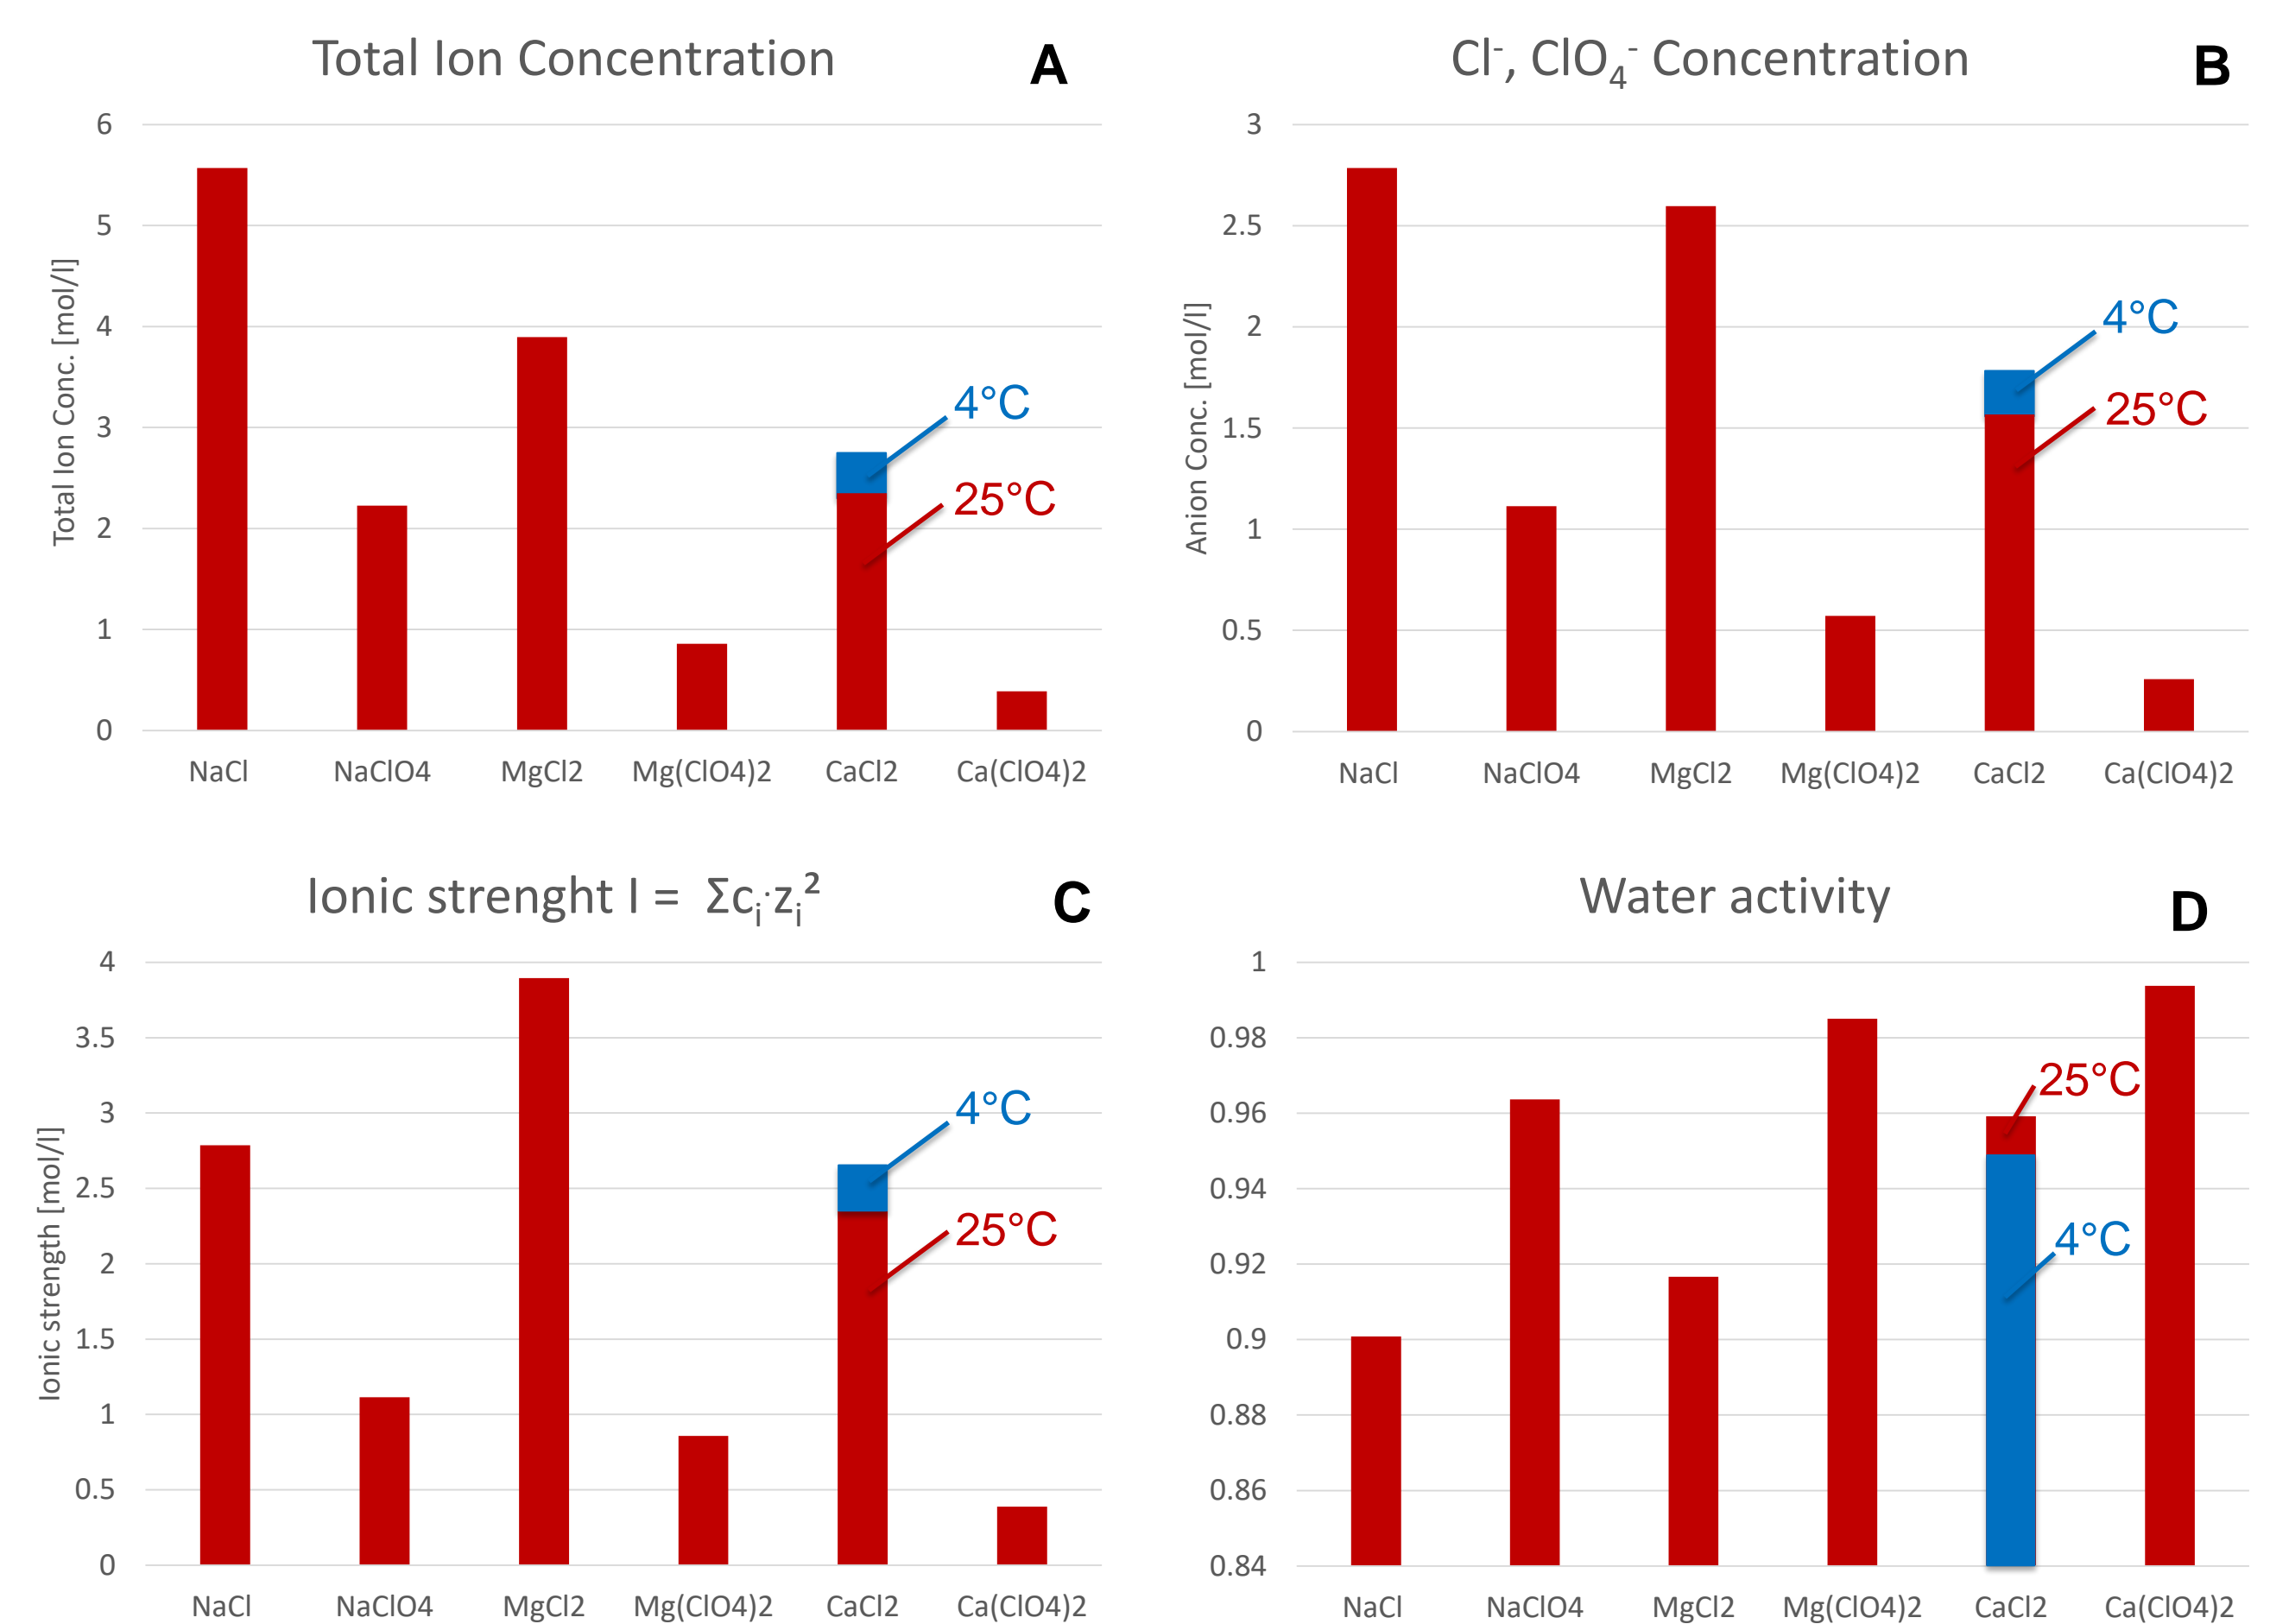 Total Ion Concentration
A
6
5
4
3
2
1
0
Total Ion Conc. [mol/l]
4°C
25°C
NaCl NaClO4 MgCl2 Mg(ClO4)2 CaCl2 Ca(ClO4)2
Cl⁻, ClO₄⁻ Concentration
B
3
2.5
2
1.5
1
0.5
0
Anion Conc. [mol/l]
4°C
25°C
NaCl NaClO4 MgCl2 Mg(ClO4)2 CaCl2 Ca(ClO4)2
Ionic strenght I = Σcᵢ·zᵢ²
C
4
3.5
3
2.5
2
1.5
1
0.5
0
Ionic strength [mol/l]
4°C
25°C
NaCl NaClO4 MgCl2 Mg(ClO4)2 CaCl2 Ca(ClO4)2
Water activity
D
1
0.98
0.96
0.94
0.92
0.9
0.88
0.86
0.84
25°C
4°C
NaCl NaClO4 MgCl2 Mg(ClO4)2 CaCl2 Ca(ClO4)2